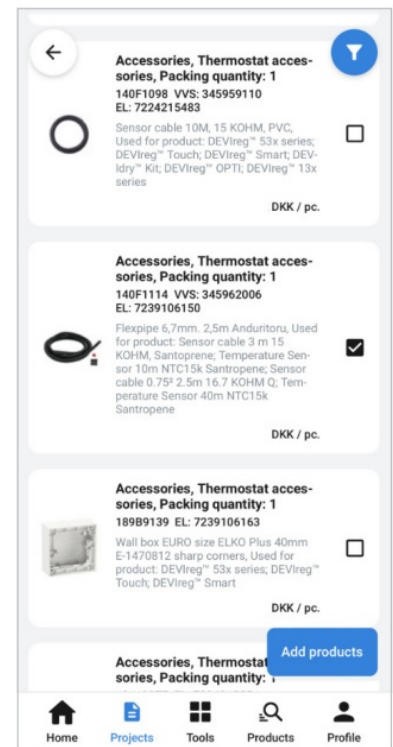 Accessories, Thermostat acces-
sories, Packing quantity: 1
140F1098 VVS: 345959110
EL: 7224215483
Sensor cable 10M, 15 KOHM, PVC,
Used for product: DEVIreg™ 53x series;
DEVIreg™ Touch; DEVIreg™ Smart; DEV-
Idry™ Kit; DEVIreg™ OPTI; DEVIreg™ 13x
series
DKK / pc.
Accessories, Thermostat acces-
sories, Packing quantity: 1
140F1114 VVS: 345962006
EL: 7239106150
Flexpipe 6,7mm. 2,5m Anduritoru, Used
for product: Sensor cable 3 m 15
KOHM, Santoprene; Temperature Sen-
sor 10m NTC15k Santropene; Sensor
cable 0.75² 2.5m 16.7 KOHM Q; Tem-
perature Sensor 40m NTC15k
Santropene
DKK / pc.
Accessories, Thermostat acces-
sories, Packing quantity: 1
189B9139 EL: 7239106163
Wall box EURO size ELKO Plus 40mm
E-1470812 sharp corners, Used for
product: DEVIreg™ 53x series; DEVIreg™
Touch; DEVIreg™ Smart
DKK / pc.
Add products
Accessories, Thermostat
sories, Packing quantity:
Home Projects Tools Products Profile